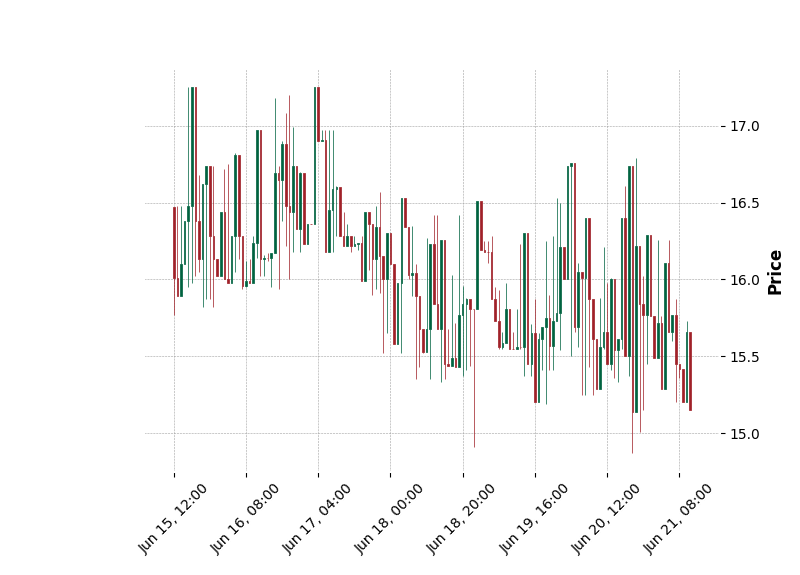 17.0
16.5
16.0
15.5
15.0
Price
Jun 15, 12:00
Jun 16, 08:00
Jun 17, 04:00
Jun 18, 00:00
Jun 18, 20:00
Jun 19, 16:00
Jun 20, 12:00
Jun 21, 08:00